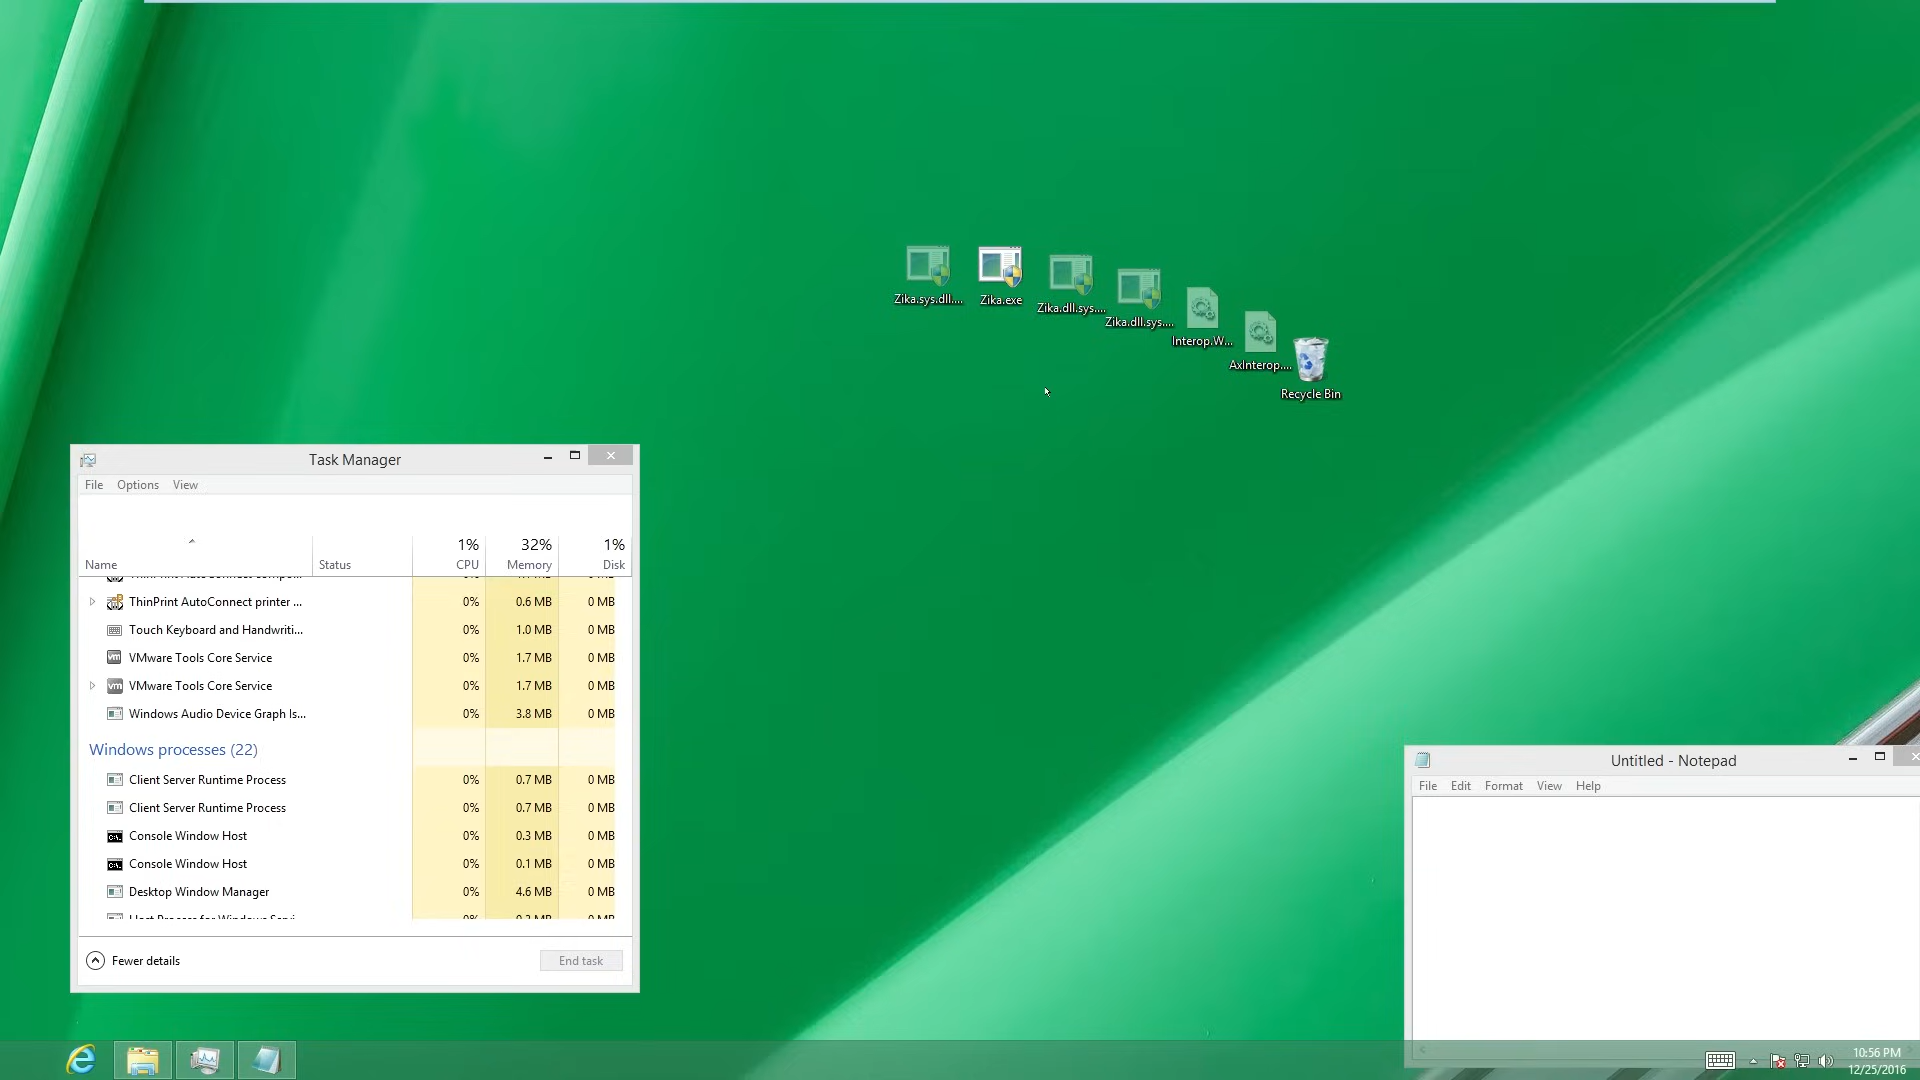 Zika.sys.dll....
Zika.exe
Zika.dll.sys....
Zika.dll.sys....
Interop.W...
AxInterop....
Recycle Bin
Task Manager
File Options View
1% 32% 1%
Name Status CPU Memory Disk
ThinPrint AutoConnect printer ... 0% 0.6 MB 0 MB
Touch Keyboard and Handwriti... 0% 1.0 MB 0 MB
VMware Tools Core Service 0% 1.7 MB 0 MB
VMware Tools Core Service 0% 1.7 MB 0 MB
Windows Audio Device Graph Is... 0% 3.8 MB 0 MB
Windows processes (22)
Client Server Runtime Process 0% 0.7 MB 0 MB
Client Server Runtime Process 0% 0.7 MB 0 MB
Console Window Host 0% 0.3 MB 0 MB
Console Window Host 0% 0.1 MB 0 MB
Desktop Window Manager 0% 4.6 MB 0 MB
Fewer details End task
Untitled - Notepad
File Edit Format View Help
10:56 PM
12/25/2016